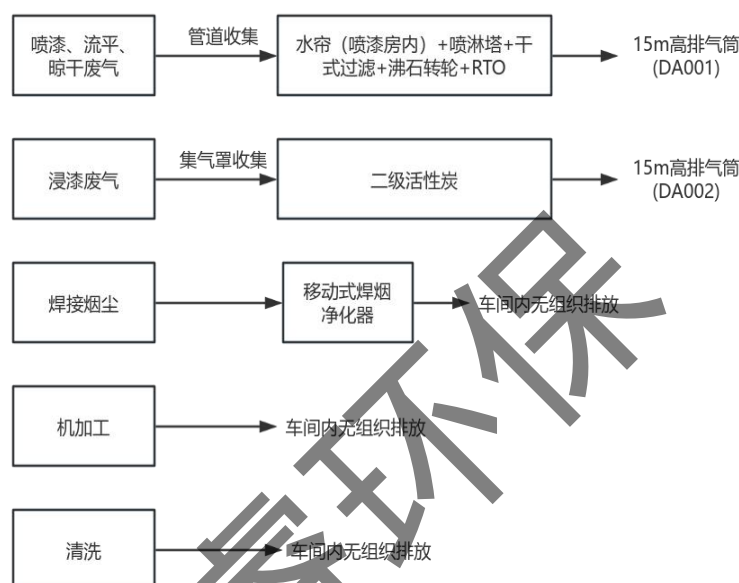 喷漆、流平、
晾干废气
管道收集
水帘（喷漆房内）+喷淋塔+干
式过滤+沸石转轮+RTO
15m高排气筒
(DA001)
浸漆废气
集气罩收集
二级活性炭
15m高排气筒
(DA002)
焊接烟尘
移动式焊烟
净化器
车间内无组织排放
机加工
车间内无组织排放
清洗
车间内无组织排放
环保